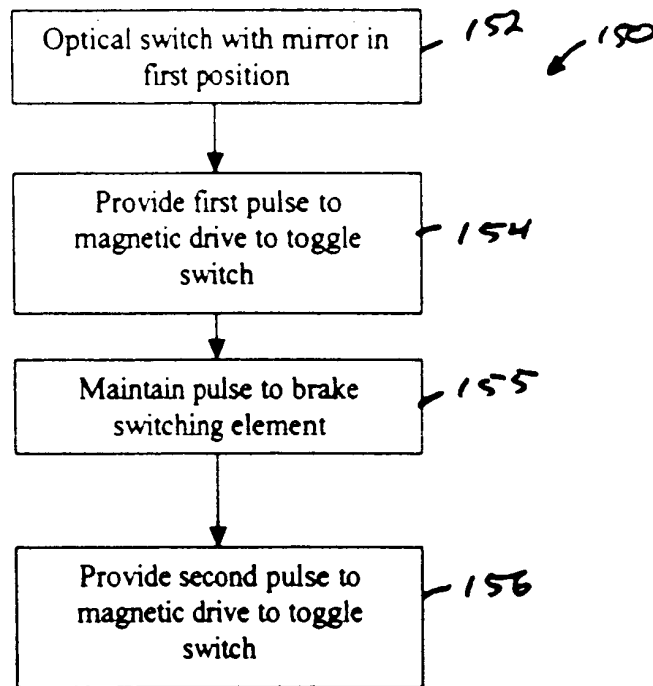 Optical switch with mirror in
first position
152
150
Provide first pulse to
magnetic drive to toggle
switch
154
Maintain pulse to brake
switching element
155
Provide second pulse to
magnetic drive to toggle
switch
156